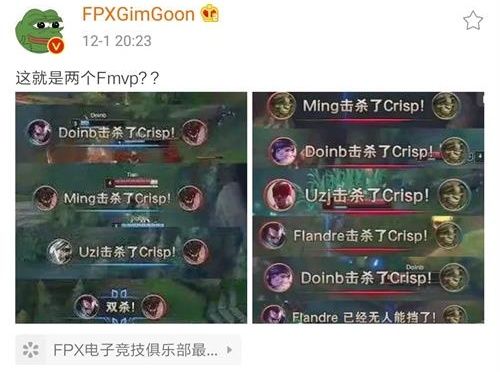 FPXGimGoon
12-1 20:23
这就是两个Fmvp??
Doinb
Doinb击杀了Crisp!
Tian
Ming击杀了Crisp!
Uzi击杀了Crisp!
双杀!
Ming击杀了Crisp!
Doinb击杀了Crisp!
Uzi击杀了Crisp!
Flandre击杀了Crisp!
Doinb
Doinb击杀了Crisp!
Flandre 已经无人能挡了!
FPX电子竞技俱乐部最...